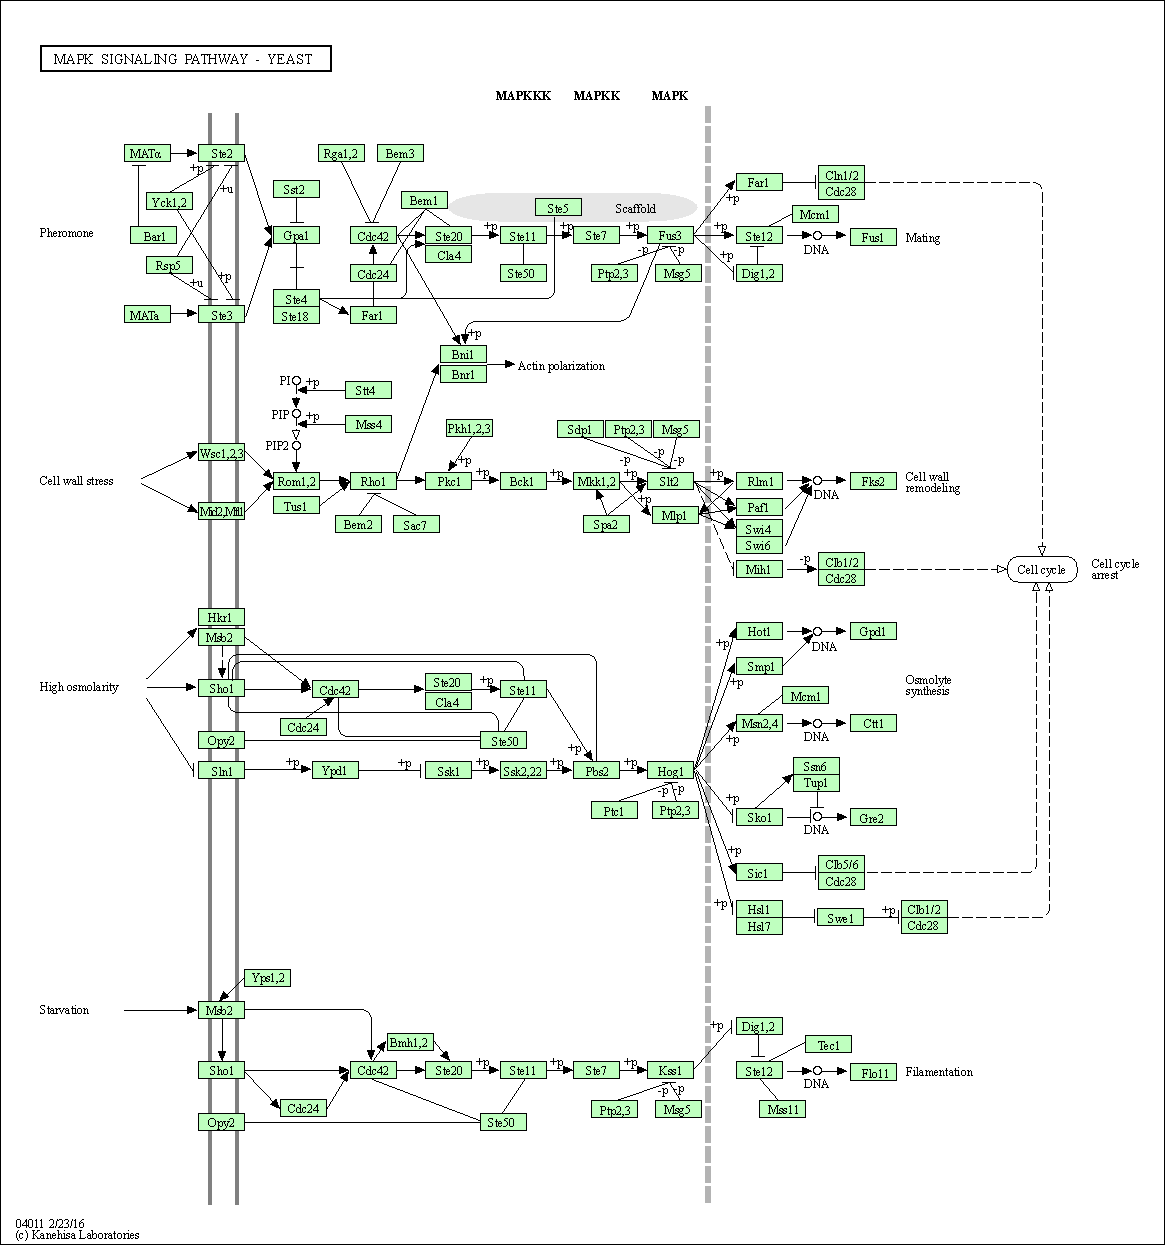 MAPK SIGNALING PATHWAY - YEAST
MAPKKK MAPKK MAPK
MATα Ste2 Rga1,2 Bem3
+p
+u
Far1 Cln1/2
Cdc28
+p
Yck1,2 Sst2 Bem1 Ste5 Scaffold Mcm1
Pheromone Bar1 Gpa1 Cdc42 Ste20 +p Ste11 +p Ste7 +p Fus3 +p Ste12 DNA Fus1 Mating
Cla4
-p -p +p
Rsp5 Cdc24 Ste50 Ptp2,3 Msg5 Dig1,2
+u +p
Ste4
MATa Ste3 Ste18 Far1
+p
Bni1
Bnr1 Actin polarization
PI +p Stt4
PIP +p Mss4
PIP2
Pkh1,2,3 Sdp1 Ptp2,3 Msg5
Wsc1,2,3 +p -p -p -p
Cell wall stress Rom1,2 Rho1 Pkc1 +p Bck1 +p Mkk1,2 +p Slt2 +p Rlm1 DNA Fks2 Cell wall
remodeling
+p
Mid2,Mtl1 Tus1 Mlp1 Paf1
Bem2 Sac7 Spa2 Swi4
Swi6
Mih1 -p Clb1/2
Cdc28
Cell cycle Cell cycle
arrest
Hkr1
Msb2 Hot1 DNA Gpd1
+p
Smp1
+p
High osmolarity Sho1 Cdc42 Ste20 +p Ste11 Osmolyte
synthesis
Cla4 Mcm1
Cdc24 Msn2,4 DNA Ctt1
+p
Opy2 Ste50
+p
Sln1 +p Ypd1 +p Ssk1 +p Ssk2,22 +p Pbs2 +p Hog1 Ssn6
Tup1
-p -p
Ptc1 Ptp2,3 +p Sko1 DNA Gre2
+p
Sic1 Clb5/6
Cdc28
+p Hsl1
Hsl7 Swe1 +p Clb1/2
Cdc28
Yps1,2
Starvation Msb2
+p Dig1,2
Bmh1,2 Tec1
Sho1 Cdc42 Ste20 +p Ste11 +p Ste7 +p Kss1 Ste12 DNA Flo11 Filamentation
-p -p
Cdc24 Ptp2,3 Msg5 Mss11
Opy2 Ste50
04011 2/23/16
(c) Kanehisa Laboratories